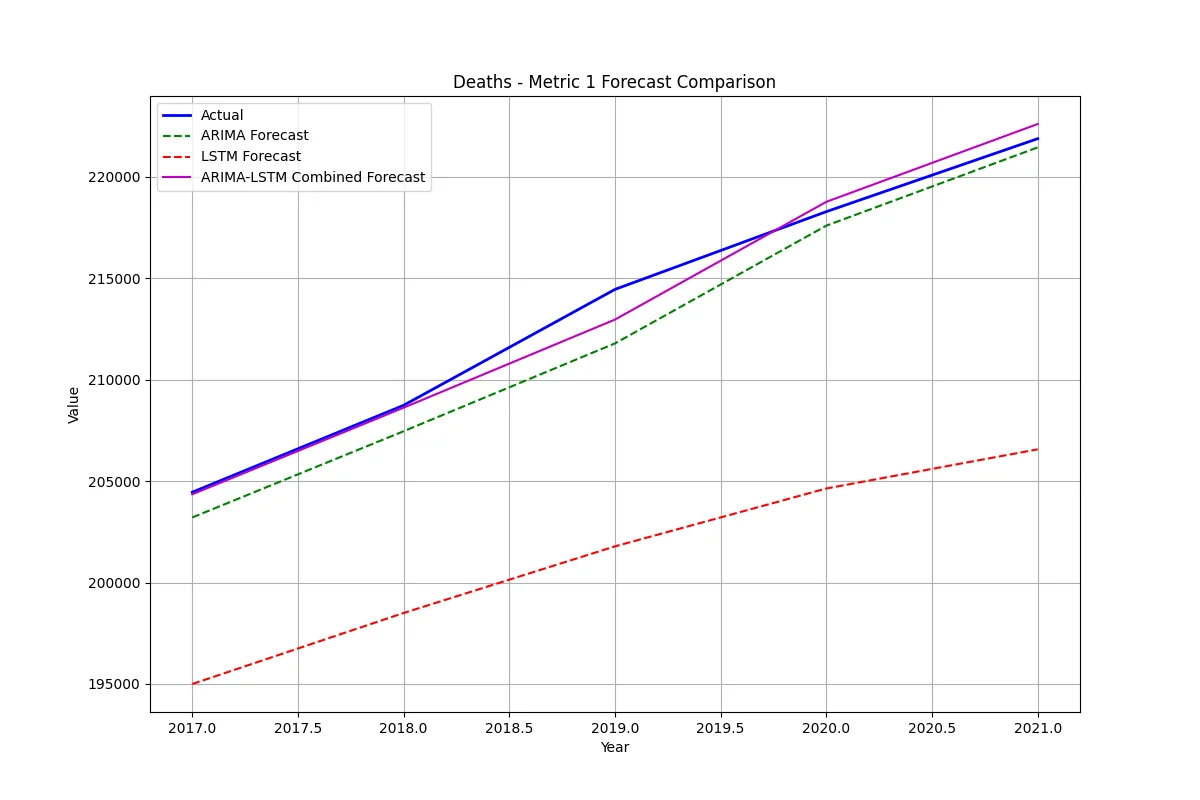 Deaths - Metric 1 Forecast Comparison
Actual
ARIMA Forecast
LSTM Forecast
ARIMA-LSTM Combined Forecast
220000
215000
210000
205000
200000
195000
Value
2017.0 2017.5 2018.0 2018.5 2019.0 2019.5 2020.0 2020.5 2021.0
Year